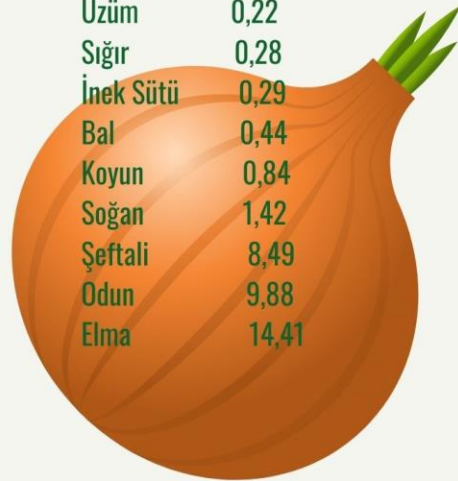 Üzüm 0,22
Sığır 0,28
İnek Sütü 0,29
Bal 0,44
Koyun 0,84
Soğan 1,42
Şeftali 8,49
Odun 9,88
Elma 14,41